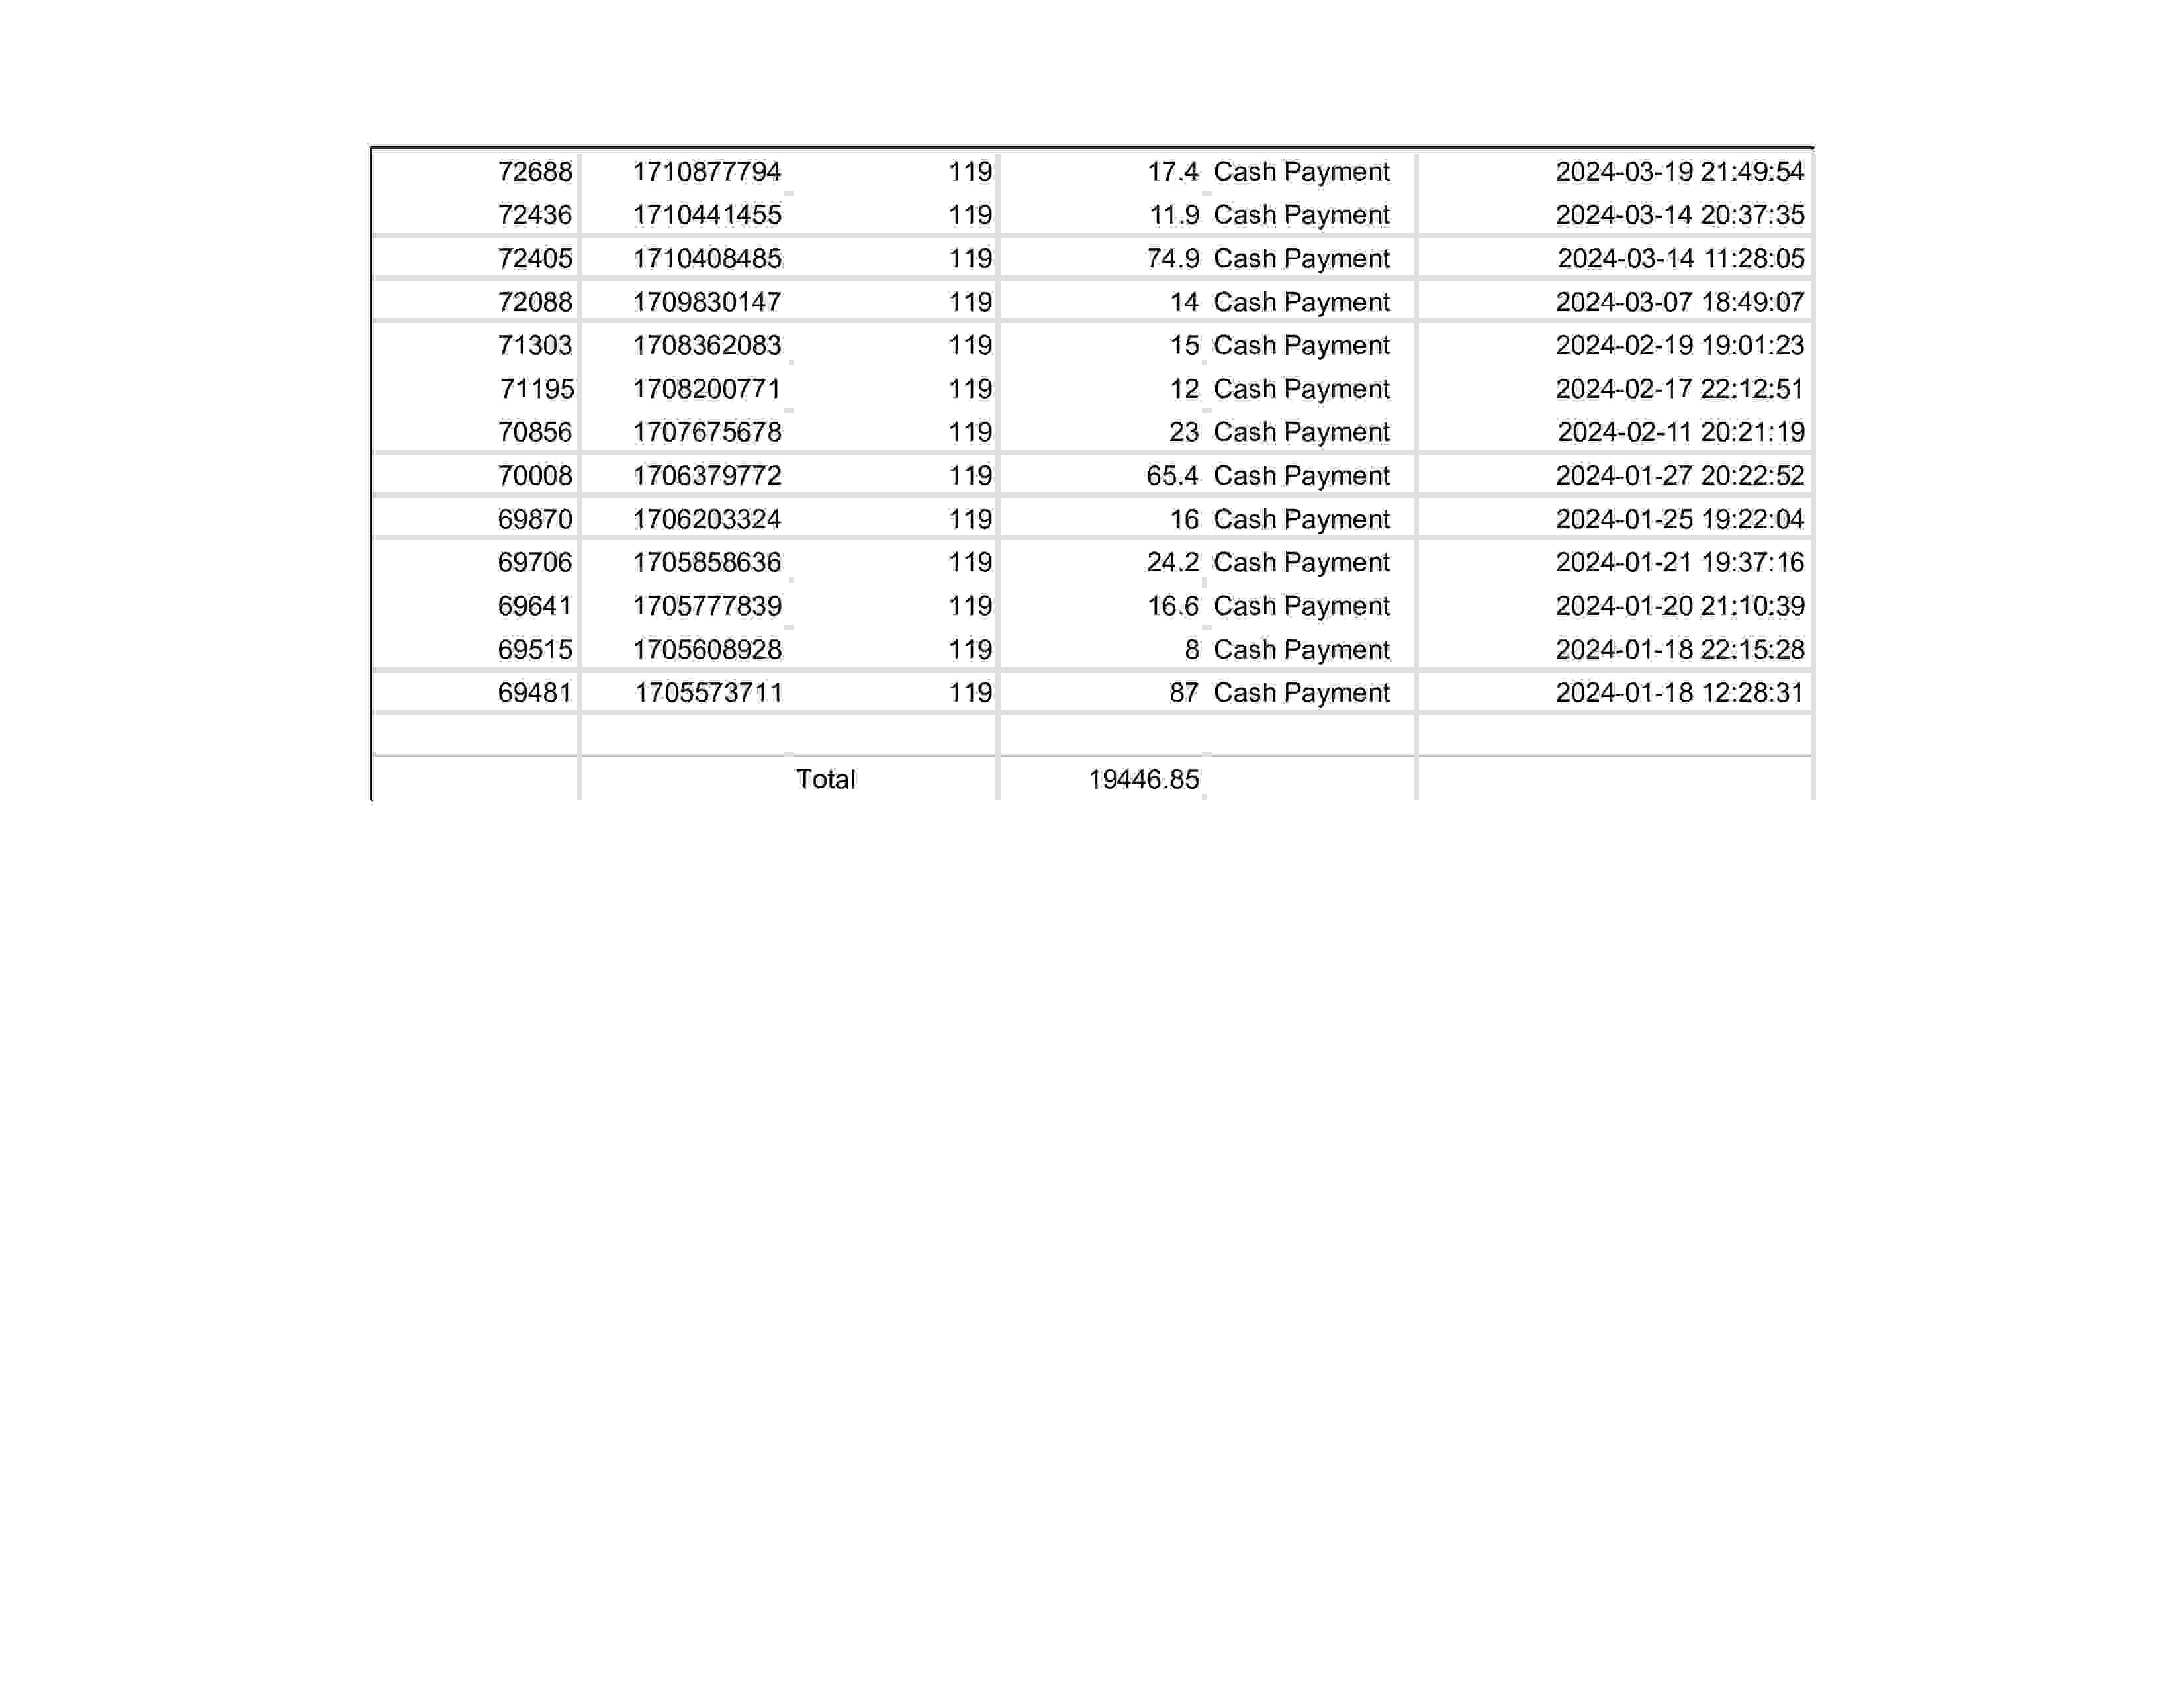 72688 1710877794 119 17.4 Cash Payment 2024-03-19 21:49:54
72436 1710441455 119 11.9 Cash Payment 2024-03-14 20:37:35
72405 1710408485 119 74.9 Cash Payment 2024-03-14 11:28:05
72088 1709830147 119 14 Cash Payment 2024-03-07 18:49:07
71303 1708362083 119 15 Cash Payment 2024-02-19 19:01:23
71195 1708200771 119 12 Cash Payment 2024-02-17 22:12:51
70856 1707675678 119 23 Cash Payment 2024-02-11 20:21:19
70008 1706379772 119 65.4 Cash Payment 2024-01-27 20:22:52
69870 1706203324 119 16 Cash Payment 2024-01-25 19:22:04
69706 1705858636 119 24.2 Cash Payment 2024-01-21 19:37:16
69641 1705777839 119 16.6 Cash Payment 2024-01-20 21:10:39
69515 1705608928 119 8 Cash Payment 2024-01-18 22:15:28
69481 1705573711 119 87 Cash Payment 2024-01-18 12:28:31
Total 19446.85